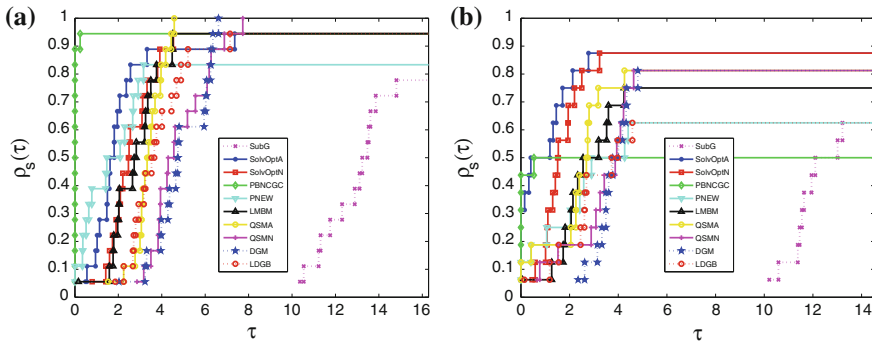 (a)
1
0.9
0.8
0.7
0.6
0.5
0.4
0.3
0.2
0.1
0
ρs(τ)
0 2 4 6 8 10 12 14 16
τ
SubG
SolvOptA
SolvOptN
PBNCGC
PNEW
LMBM
QSMA
QSMN
DGM
LDGB
(b)
1
0.9
0.8
0.7
0.6
0.5
0.4
0.3
0.2
0.1
0
ρs(τ)
0 2 4 6 8 10 12 14
τ
SubG
SolvOptA
SolvOptN
PBNCGC
PNEW
LMBM
QSMA
QSMN
DGM
LDGB